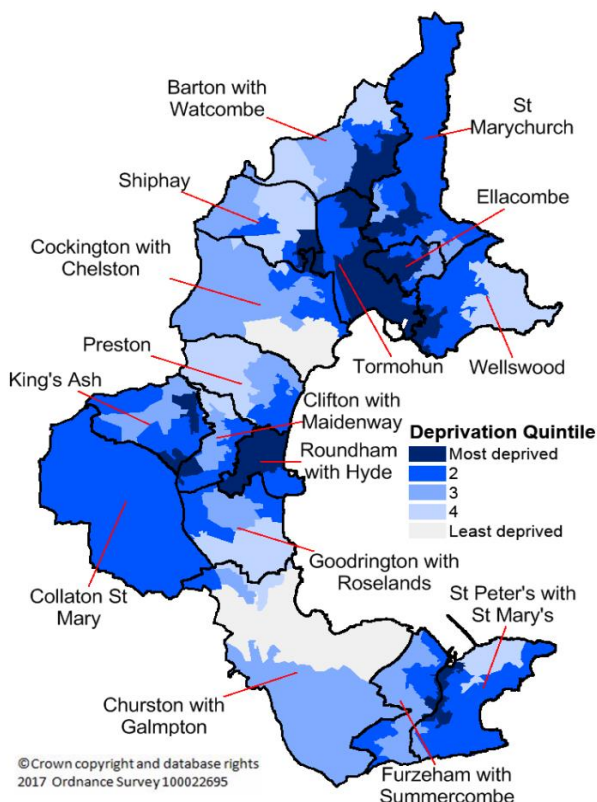 Barton with
Watcombe
St
Marychurch
Shiphay
Ellacombe
Cockington with
Chelston
Preston
Tormohun
Wellswood
King's Ash
Clifton with
Maidenway
Roundham
with Hyde
Deprivation Quintile
Most deprived
2
3
4
Least deprived
Goodrington with
Roselands
Collaton St
Mary
St Peter's with
St Mary's
Churston with
Galmpton
Furzeham with
Summercombe
©Crown copyright and database rights
2017 Ordnance Survey 100022695